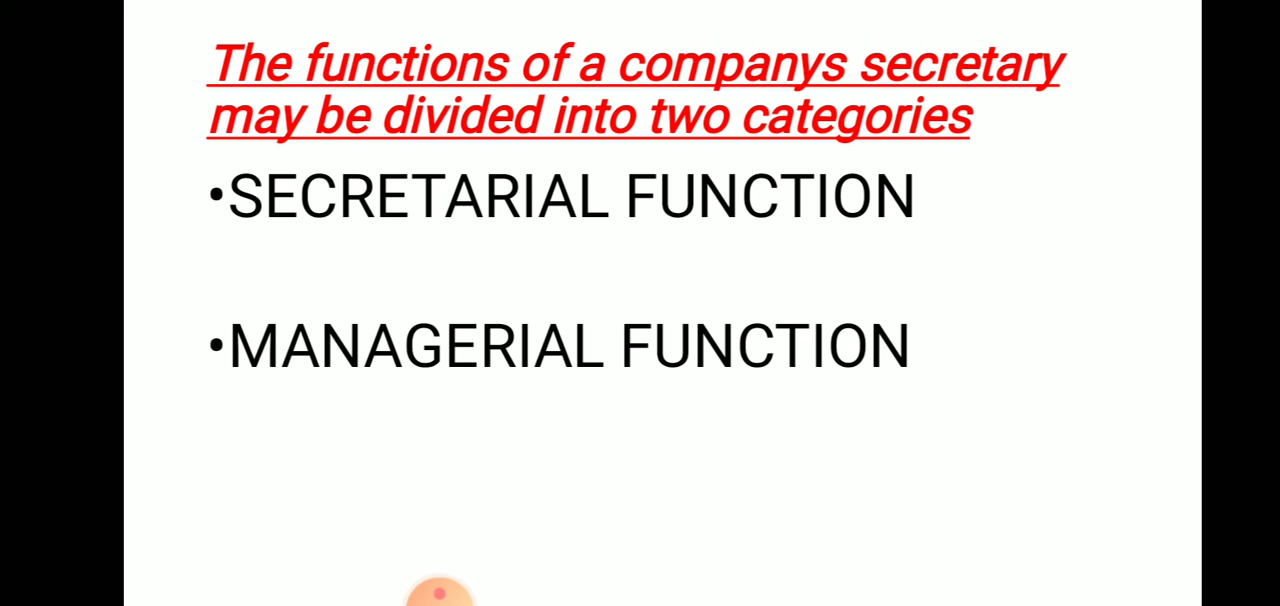 The functions of a companys secretary
may be divided into two categories
•SECRETARIAL FUNCTION
•MANAGERIAL FUNCTION